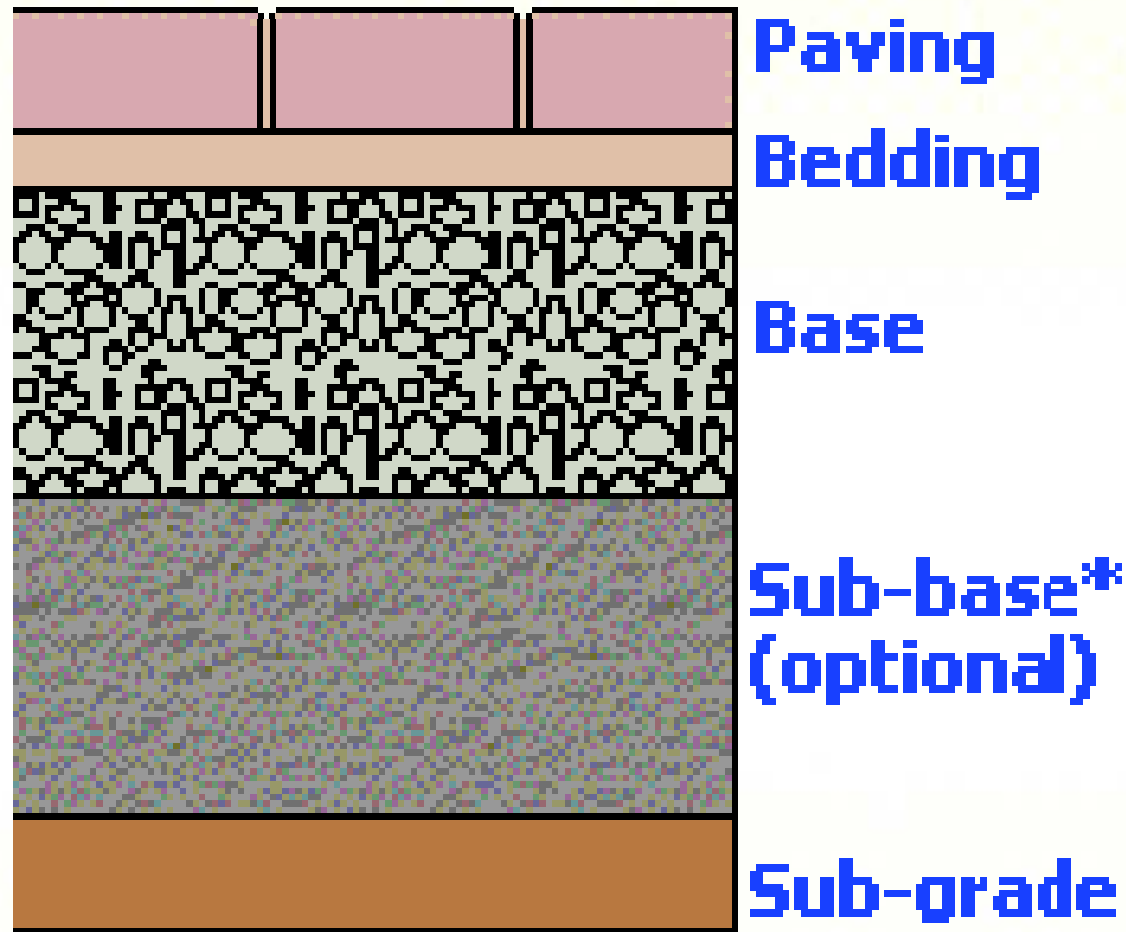 Paving
Bedding
Base
Sub-base*
(optional)
Sub-grade